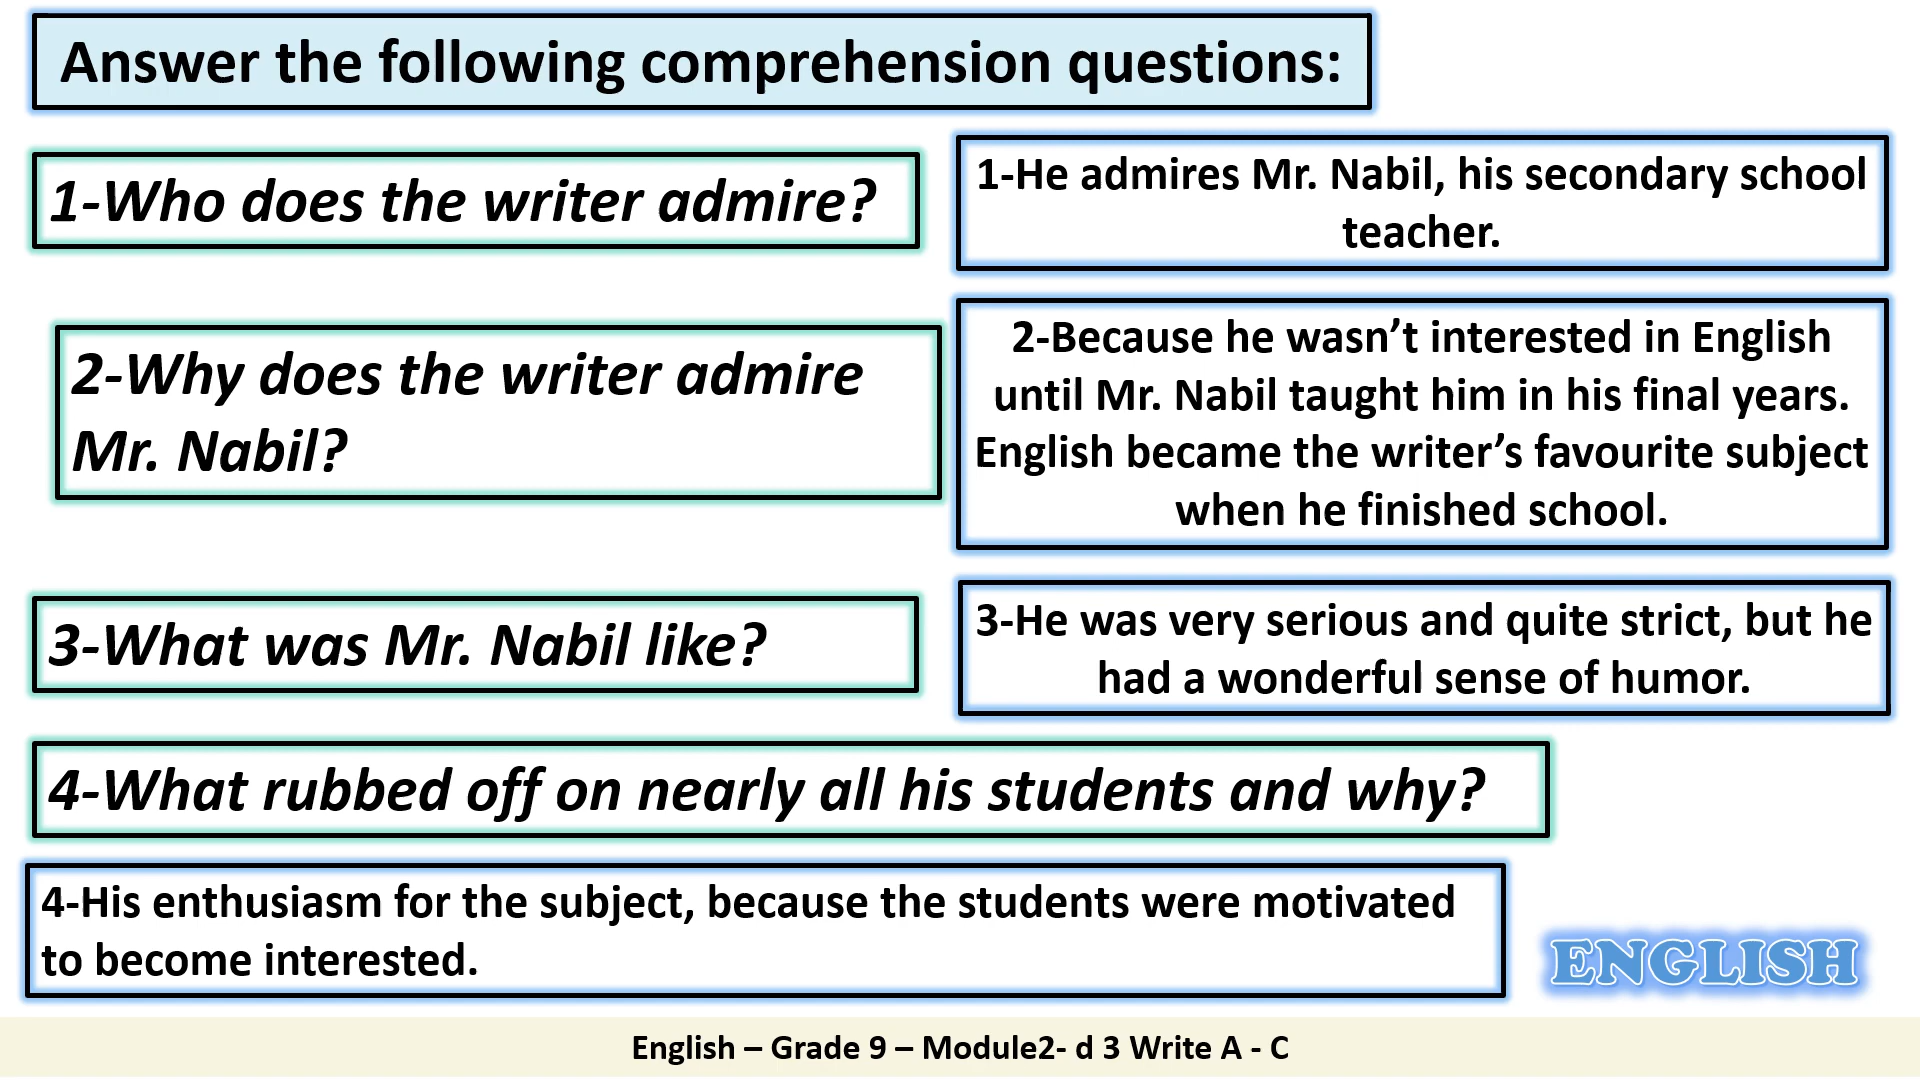 Answer the following comprehension questions:
1-Who does the writer admire?
1-He admires Mr. Nabil, his secondary school
teacher.
2-Why does the writer admire
Mr. Nabil?
2-Because he wasn’t interested in English
until Mr. Nabil taught him in his final years.
English became the writer’s favourite subject
when he finished school.
3-What was Mr. Nabil like?
3-He was very serious and quite strict, but he
had a wonderful sense of humor.
4-What rubbed off on nearly all his students and why?
4-His enthusiasm for the subject, because the students were motivated
to become interested.
ENGLISH
English – Grade 9 – Module2- d 3 Write A - C